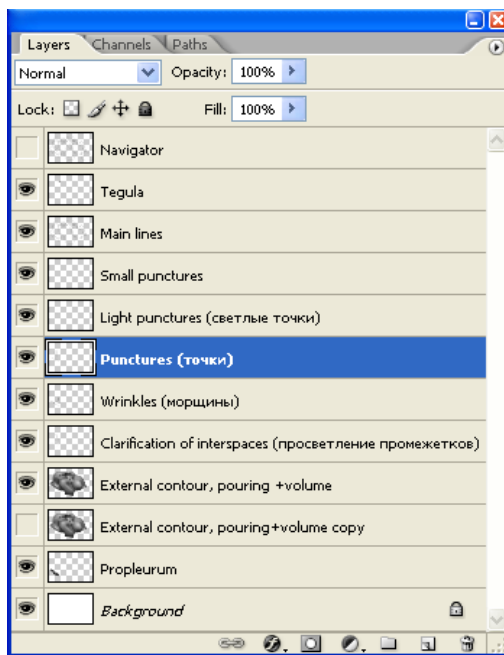 Layers Channels Paths
Normal Opacity: 100%
Lock: Fill: 100%
Navigator
Tegula
Main lines
Small punctures
Light punctures (светлые точки)
Punctures (точки)
Wrinkles (морщины)
Clarification of interspaces (просветление промежетков)
External contour, pouring +volume
External contour, pouring+volume copy
Propleurum
Background